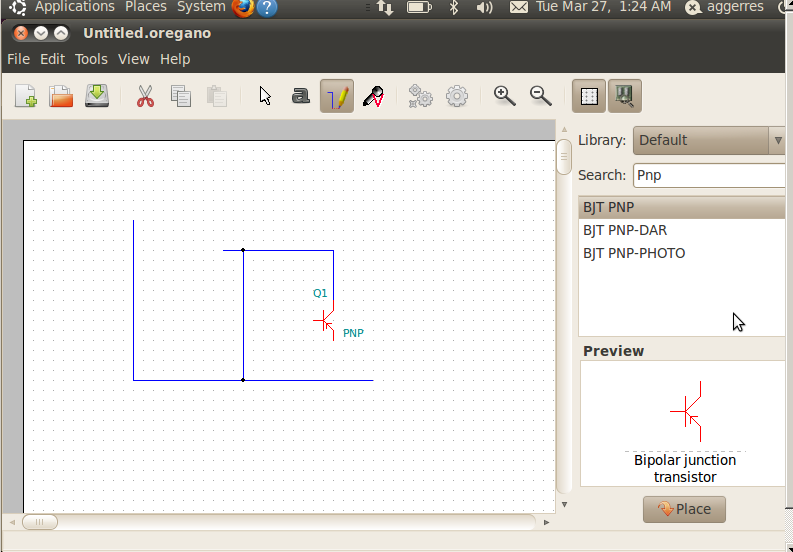 Applications Places System ? Tue Mar 27, 1:24 AM aggerres
Untitled.oregano
File Edit Tools View Help
a
Library: Default
Search: Pnp
BJT PNP
BJT PNP-DAR
BJT PNP-PHOTO
Q1
PNP
Preview
Bipolar junction
transistor
Place